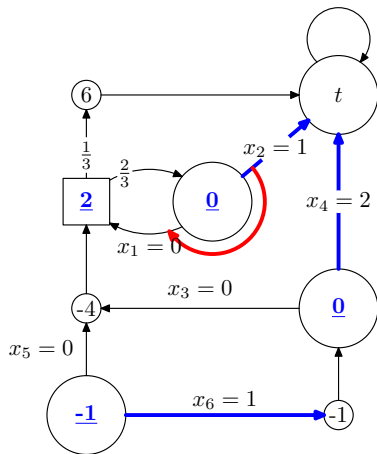 6
t
1/3
2/3
x₂ = 1
2
0
x₄ = 2
x₁ = 0
x₃ = 0
0
-4
x₅ = 0
x₆ = 1
-1
-1